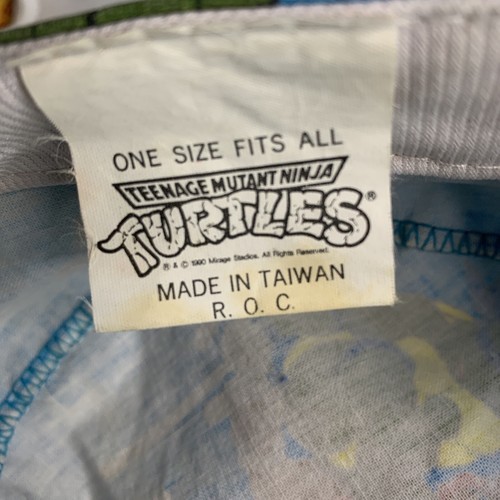 ONE SIZE FITS ALL
TEENAGE MUTANT NINJA
TURTLES®
® & © 1990 Mirage Studios. All Rights Reserved.
MADE IN TAIWAN
R. O. C.